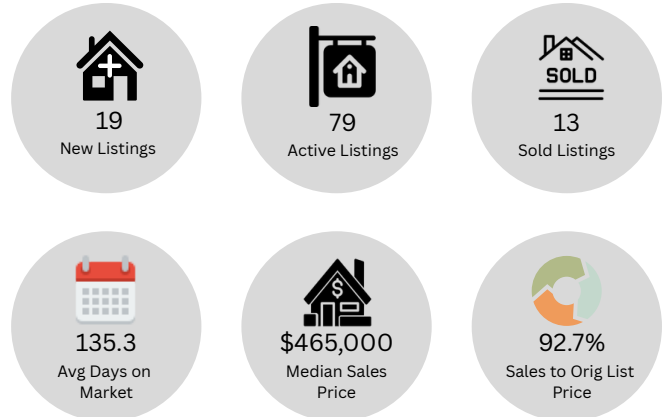 19
New Listings
79
Active Listings
SOLD
13
Sold Listings
135.3
Avg Days on
Market
$465,000
Median Sales
Price
92.7%
Sales to Orig List
Price